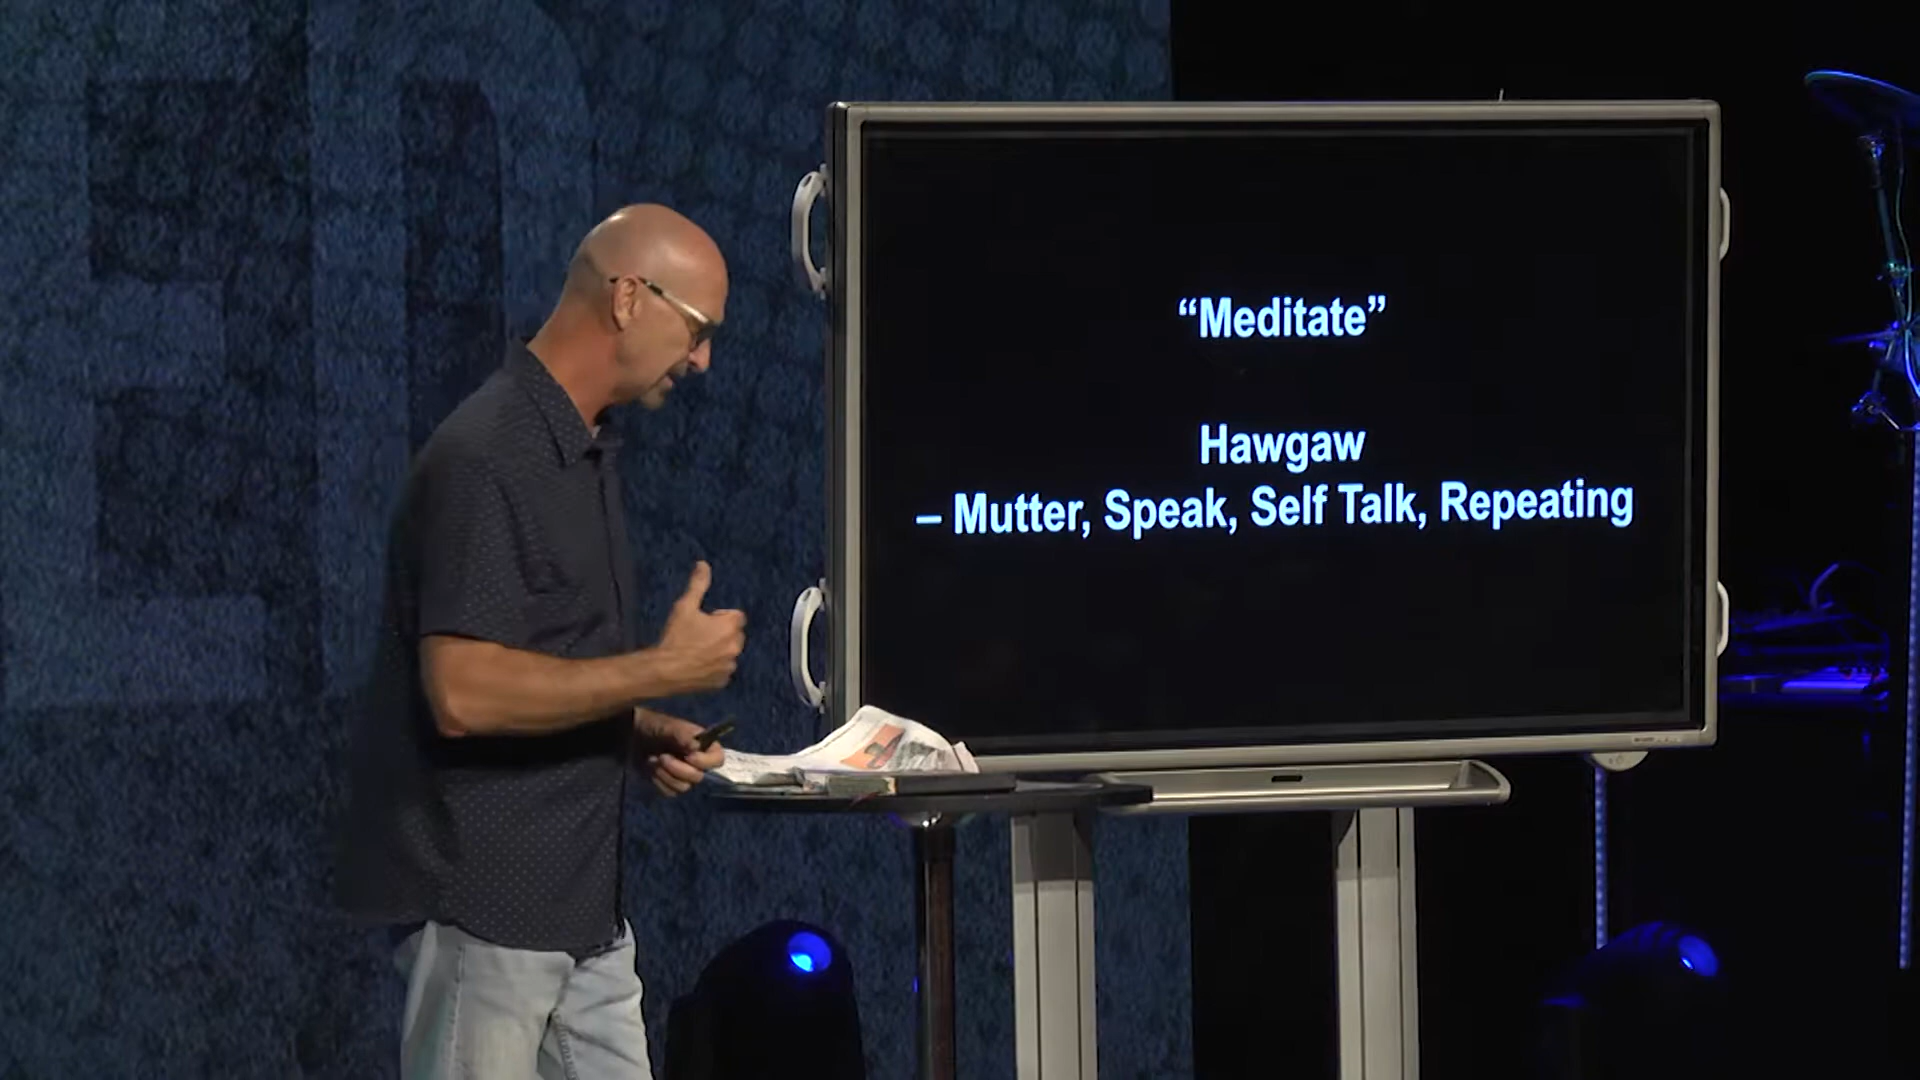 “Meditate”
Hawgaw
– Mutter, Speak, Self Talk, Repeating